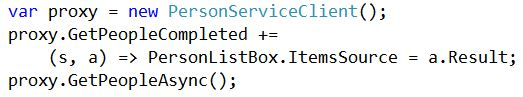 var proxy = new PersonServiceClient();
proxy.GetPeopleCompleted +=
    (s, a) => PersonListBox.ItemsSource = a.Result;
proxy.GetPeopleAsync();